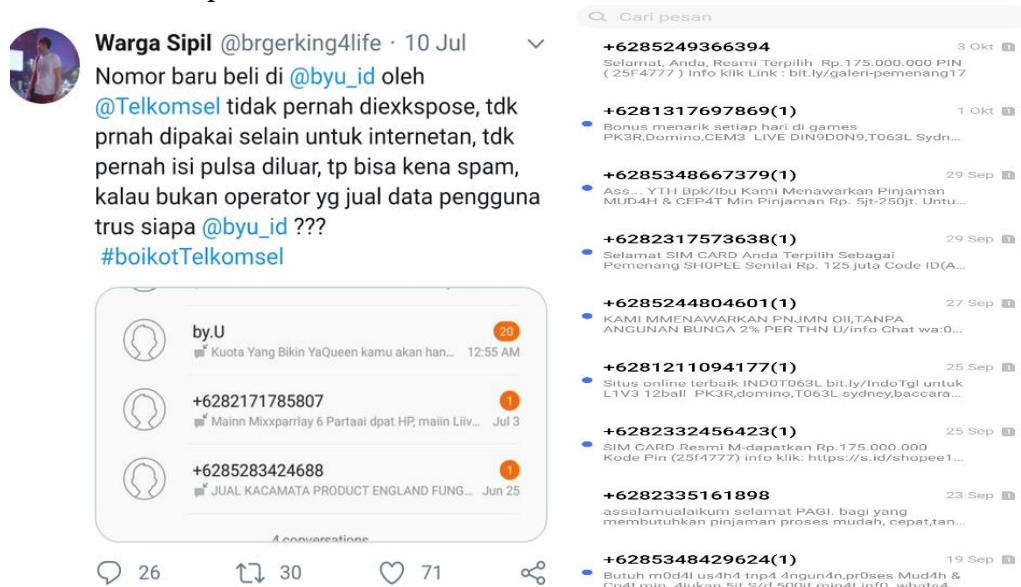 Warga Sipil @brgerking4life · 10 Jul
Nomor baru beli di @byu_id oleh
@Telkomsel tidak pernah diexkspose, tdk
prnah dipakai selain untuk internetan, tdk
pernah isi pulsa diluar, tp bisa kena spam,
kalau bukan operator yg jual data pengguna
trus siapa @byu_id ???
#boikotTelkomsel
by.U 20
Kuota Yang Bikin YaQueen kamu akan han... 12:55 AM
+6282171785807 1
Mainn Mixxparrlay 6 Partaai dpat HP, maiin Liiv... Jul 3
+6285283424688 1
JUAL KACAMATA PRODUCT ENGLAND FUNG... Jun 25
4 conversations
26 30 71
Cari pesan
+6285249366394 3 Okt 1
Selamat, Anda, Resmi Terpilih Rp.175.000.000 PIN
( 25F4777 ) Info klik Link : bit.ly/galeri-pemenang17
+6281317697869(1) 1 Okt 1
Bonus menarik setiap hari di games
PK3R,Domino,CEM3 LIVE DIN9D0N9,T063L Sydn...
+6285348667379(1) 29 Sep 1
Ass... YTH Bpk/Ibu Kami Menawarkan Pinjaman
MUD4H & CEP4T Min Pinjaman Rp. 5jt-250jt. Untu...
+6282317573638(1) 29 Sep 1
Selamat SIM CARD Anda Terpilih Sebagai
Pemenang SH0PEE Senilai Rp. 125 juta Code ID(A...
+6285244804601(1) 27 Sep 1
KAMI MMENAWARKAN PNJMN OlI,TANPA
ANGUNAN BUNGA 2% PER THN U/info Chat wa:0...
+6281211094177(1) 25 Sep 1
Situs online terbaik IND0T063L bit.ly/IndoTgl untuk
L1V3 12ball PK3R,domino,T063L sydney,baccara...
+6282332456423(1) 25 Sep 1
SIM CARD Resmi M-dapatkan Rp.175.000.000
Kode Pin (25f4777) info klik: https://s.id/shopee1...
+6282335161898 23 Sep 1
assalamualaikum selamat PAGI. bagi yang
membutuhkan pinjaman proses mudah, cepat,tan...
+6285348429624(1) 19 Sep 1
Butuh m0d4l us4h4 tnp4 4ngun4n,pr0ses Mud4h &